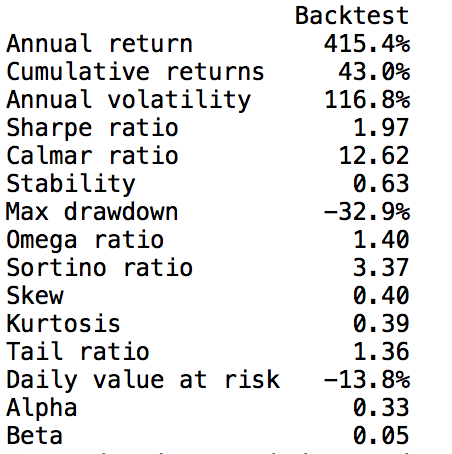 Backtest
Annual return 415.4%
Cumulative returns 43.0%
Annual volatility 116.8%
Sharpe ratio 1.97
Calmar ratio 12.62
Stability 0.63
Max drawdown -32.9%
Omega ratio 1.40
Sortino ratio 3.37
Skew 0.40
Kurtosis 0.39
Tail ratio 1.36
Daily value at risk -13.8%
Alpha 0.33
Beta 0.05